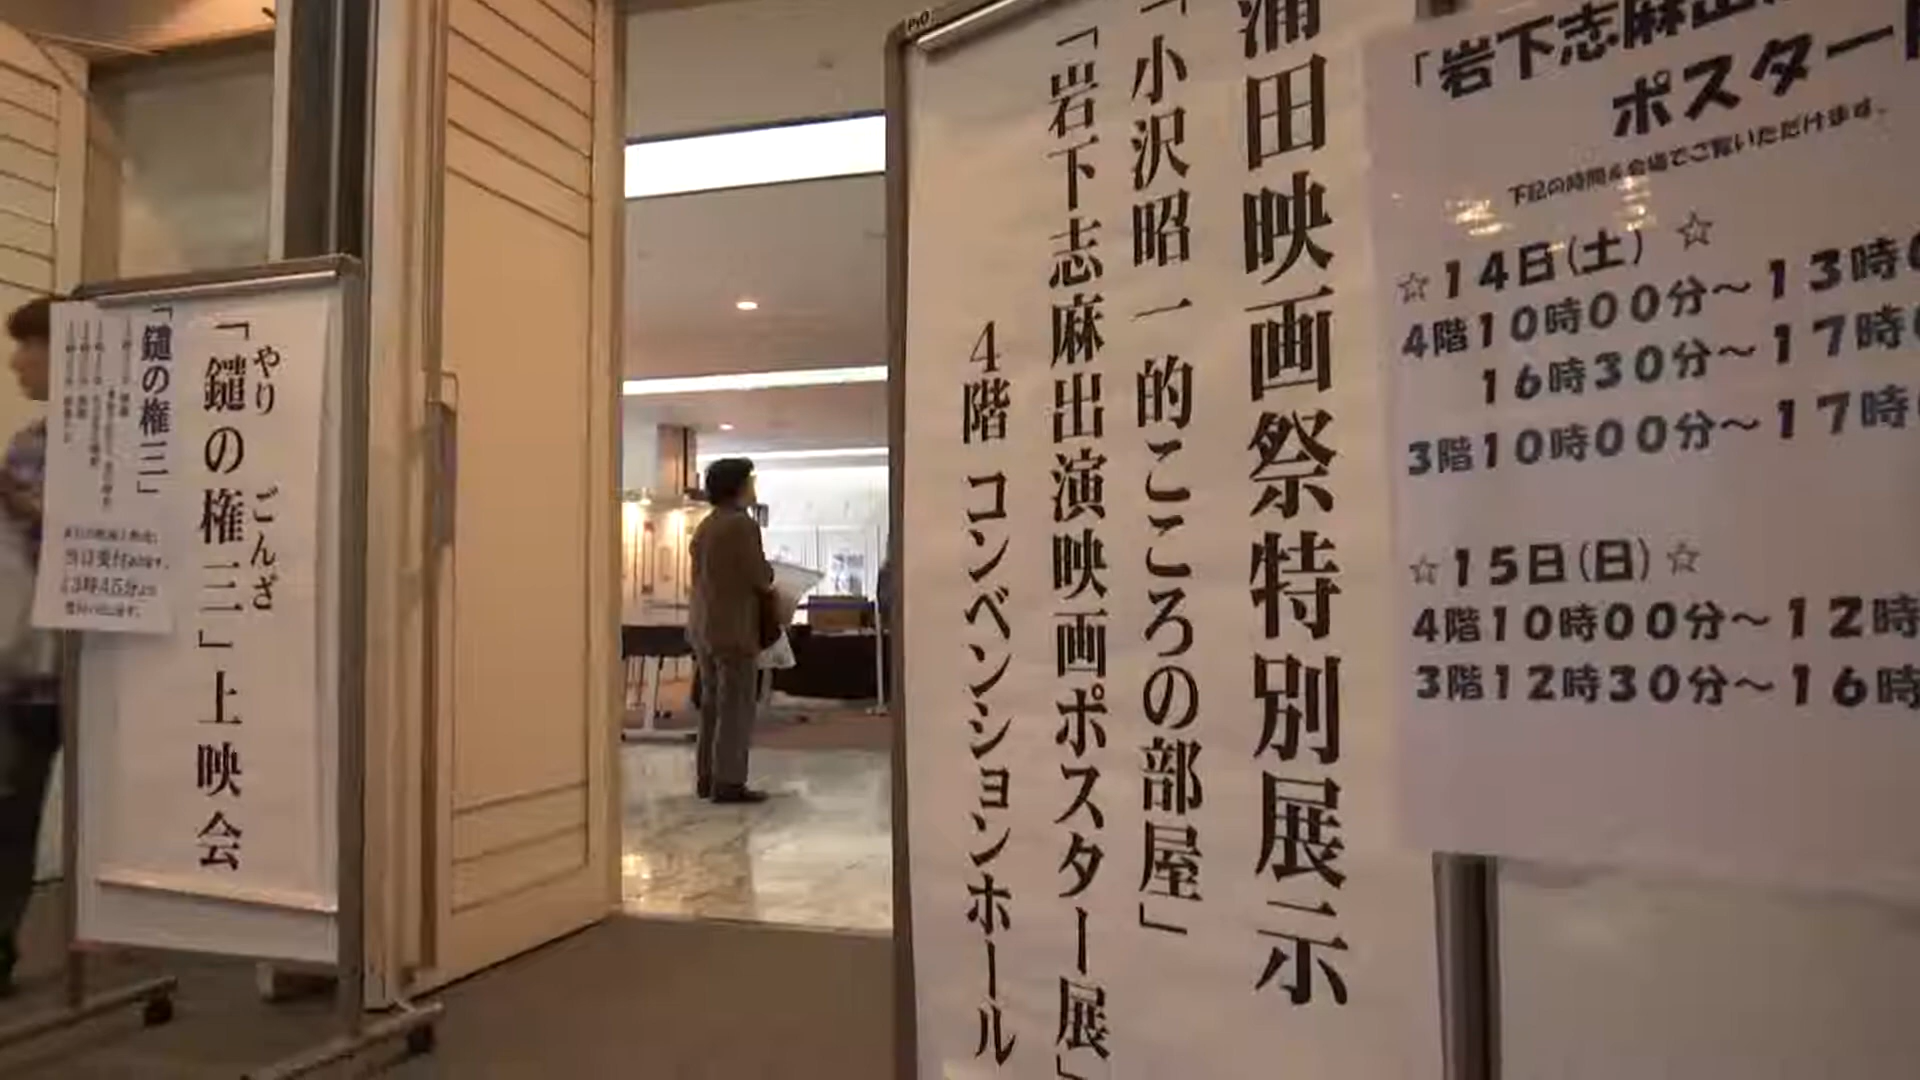 PiO
蒲田映画祭特別展示
「小沢昭一的こころの部屋」
「岩下志麻出演映画ポスター展」
4階 コンベンションホール
「岩下志麻出
ポスター
下記の時間&会場でご覧いただけます。
☆14日(土)☆
4階10時00分～13時
16時30分～17時
3階10時00分～17時
☆15日(日)☆
4階10時00分～12時
3階12時30分～16時
やり ごんざ
「鑓の権三」上映会
「鑓の権三」
当日受付